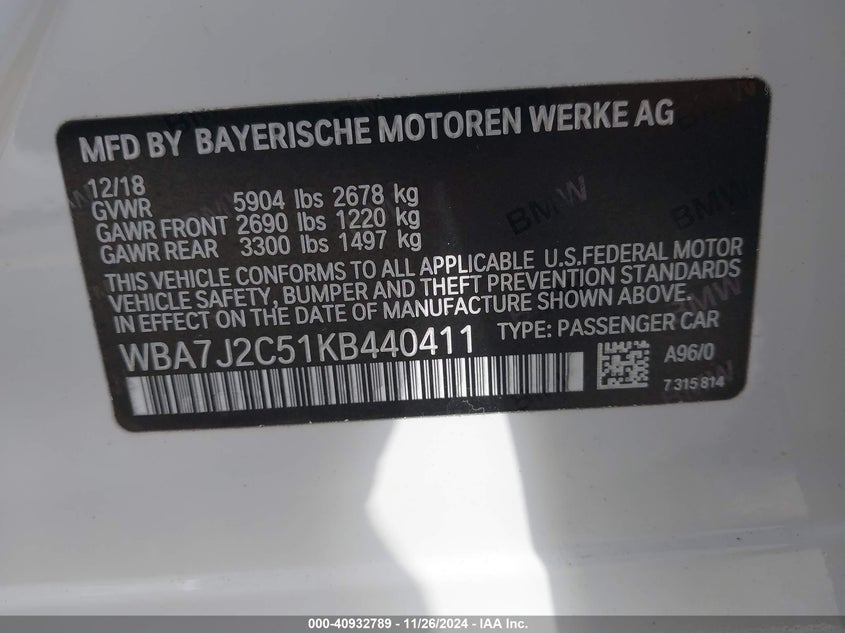 MFD BY BAYERISCHE MOTOREN WERKE AG
12/18
GVWR 5904 lbs 2678 kg
GAWR FRONT 2690 lbs 1220 kg
GAWR REAR 3300 lbs 1497 kg
THIS VEHICLE CONFORMS TO ALL APPLICABLE U.S.FEDERAL MOTOR
VEHICLE SAFETY, BUMPER AND THEFT PREVENTION STANDARDS
IN EFFECT ON THE DATE OF MANUFACTURE SHOWN ABOVE.
WBA7J2C51KB440411 TYPE: PASSENGER CAR
A96/0
7 315 814
BMW
BMW
000-40932789 - 11/26/2024 - IAA Inc.